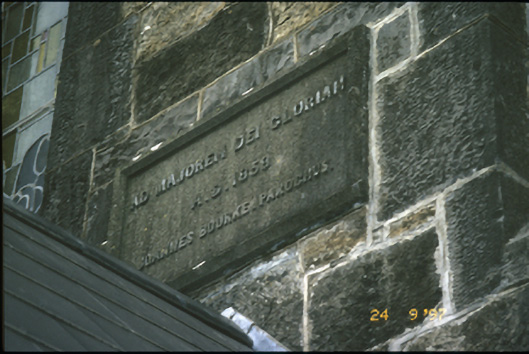 AD MAJOREM DEI GLORIAM
A.D. 1858
JOANNES BOURKE, PAROCHUS.
24 9 '97